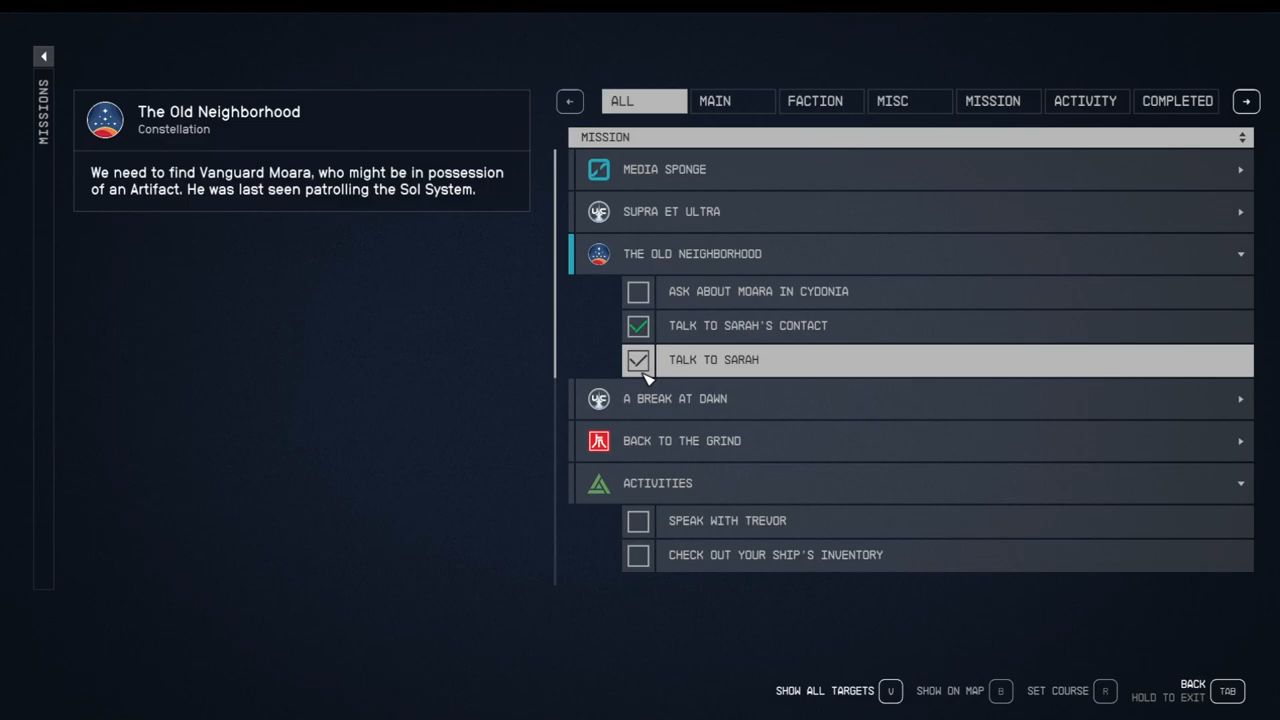 MISSIONS
The Old Neighborhood
Constellation
We need to find Vanguard Moara, who might be in possession
of an Artifact. He was last seen patrolling the Sol System.
ALL
MAIN
FACTION
MISC
MISSION
ACTIVITY
COMPLETED
MISSION
MEDIA SPONGE
SUPRA ET ULTRA
THE OLD NEIGHBORHOOD
ASK ABOUT MOARA IN CYDONIA
TALK TO SARAH'S CONTACT
TALK TO SARAH
A BREAK AT DAWN
BACK TO THE GRIND
ACTIVITIES
SPEAK WITH TREVOR
CHECK OUT YOUR SHIP'S INVENTORY
SHOW ALL TARGETS V
SHOW ON MAP B
SET COURSE R
BACK
HOLD TO EXIT TAB